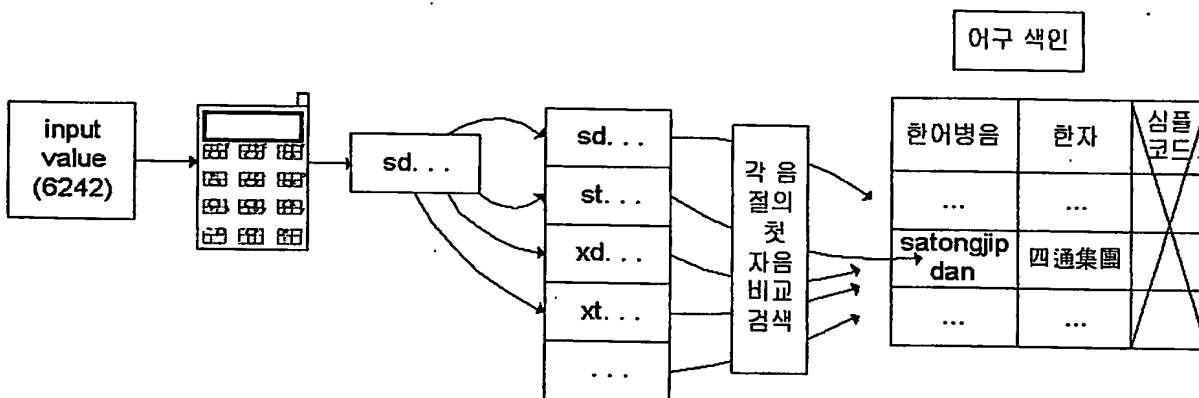 어구 색인
input
value
(6242)
sd. . .
sd. . .
st. . .
xd. . .
xt. . .
. . .
각 음
절의
첫
자음
비교
검색
한어병음 한자 심플
코드
... ...
satongjip
dan
四通集團
... ...